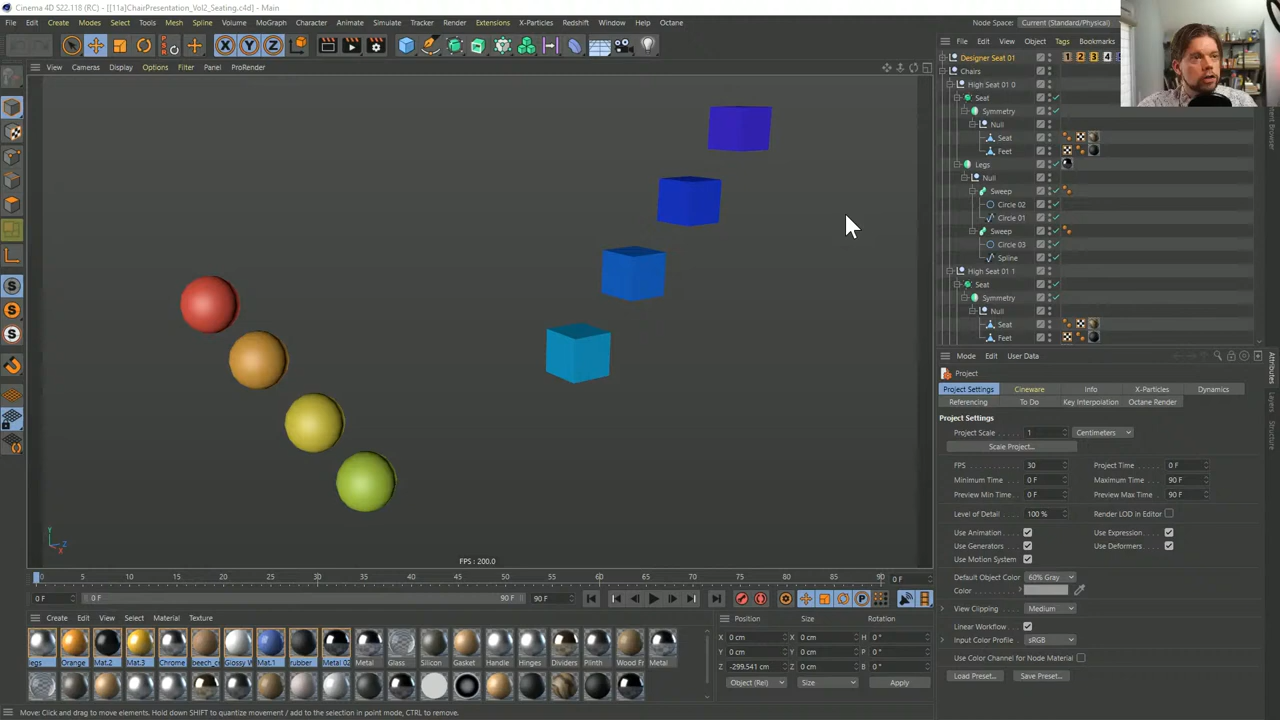 Cinema 4D S22.118 (RC) - [[11a]ChairPresentation_Vol2_Seating.c4d] - Main
File Edit Create Modes Select Tools Mesh Spline Volume MoGraph Character Animate Simulate Tracker Render Extensions X-Particles Redshift Window Help Octane
Node Space: Current (Standard/Physical)
View Cameras Display Options Filter Panel ProRender
File Edit View Object Tags Bookmarks
Designer Seat 01
Chairs
High Seat 01 0
Seat
Symmetry
Null
Seat
Feet
Legs
Null
Sweep
Circle 02
Circle 01
Sweep
Circle 03
Spline
High Seat 01 1
Seat
Symmetry
Null
Seat
Feet
Content Browser
Attributes
Layers
Structure
Mode Edit User Data
Project
Project Settings Cineware Info X-Particles Dynamics
Referencing To Do Key Interpolation Octane Render
Project Settings
Project Scale 1 Centimeters
Scale Project...
FPS 30 Project Time 0 F
Minimum Time 0 F Maximum Time 90 F
Preview Min Time 0 F Preview Max Time 90 F
Level of Detail 100 % Render LOD in Editor
Use Animation Use Expression
Use Generators Use Deformers
Use Motion System
Default Object Color 60% Gray
Color
View Clipping Medium
Linear Workflow
Input Color Profile sRGB
Use Color Channel for Node Material
Load Preset... Save Preset...
Y
Z
X
FPS : 200.0
0 5 10 15 20 25 30 35 40 45 50 55 60 65 70 75 80 85 90 0 F
0 F 0 F 90 F 90 F
Create Edit View Select Material Texture
legs Orange Mat.2 Mat.3 Chrome beech_c Glossy W Mat.1 rubber Metal 02 Metal Glass Silicon Gasket Handle Hinges Dividers Plinth Wood Fr Metal
Position Size Rotation
X 0 cm X 0 cm H 0 °
Y 0 cm Y 0 cm P 0 °
Z -299.541 cm Z 0 cm B 0 °
Object (Rel) Size Apply
Move: Click and drag to move elements. Hold down SHIFT to quantize movement / add to the selection in point mode, CTRL to remove.